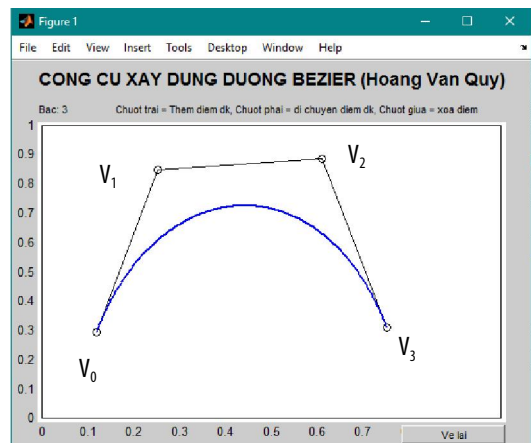 Figure 1
File Edit View Insert Tools Desktop Window Help
CONG CU XAY DUNG DUONG BEZIER (Hoang Van Quy)
Bac: 3 Chuot trai = Them diem dk, Chuot phai = di chuyen diem dk, Chuot giua = xoa diem
1
0.9
V2
0.8
V1
0.7
0.6
0.5
0.4
0.3
V3
0.2
V0
0.1
0
0 0.1 0.2 0.3 0.4 0.5 0.6 0.7
Ve lai